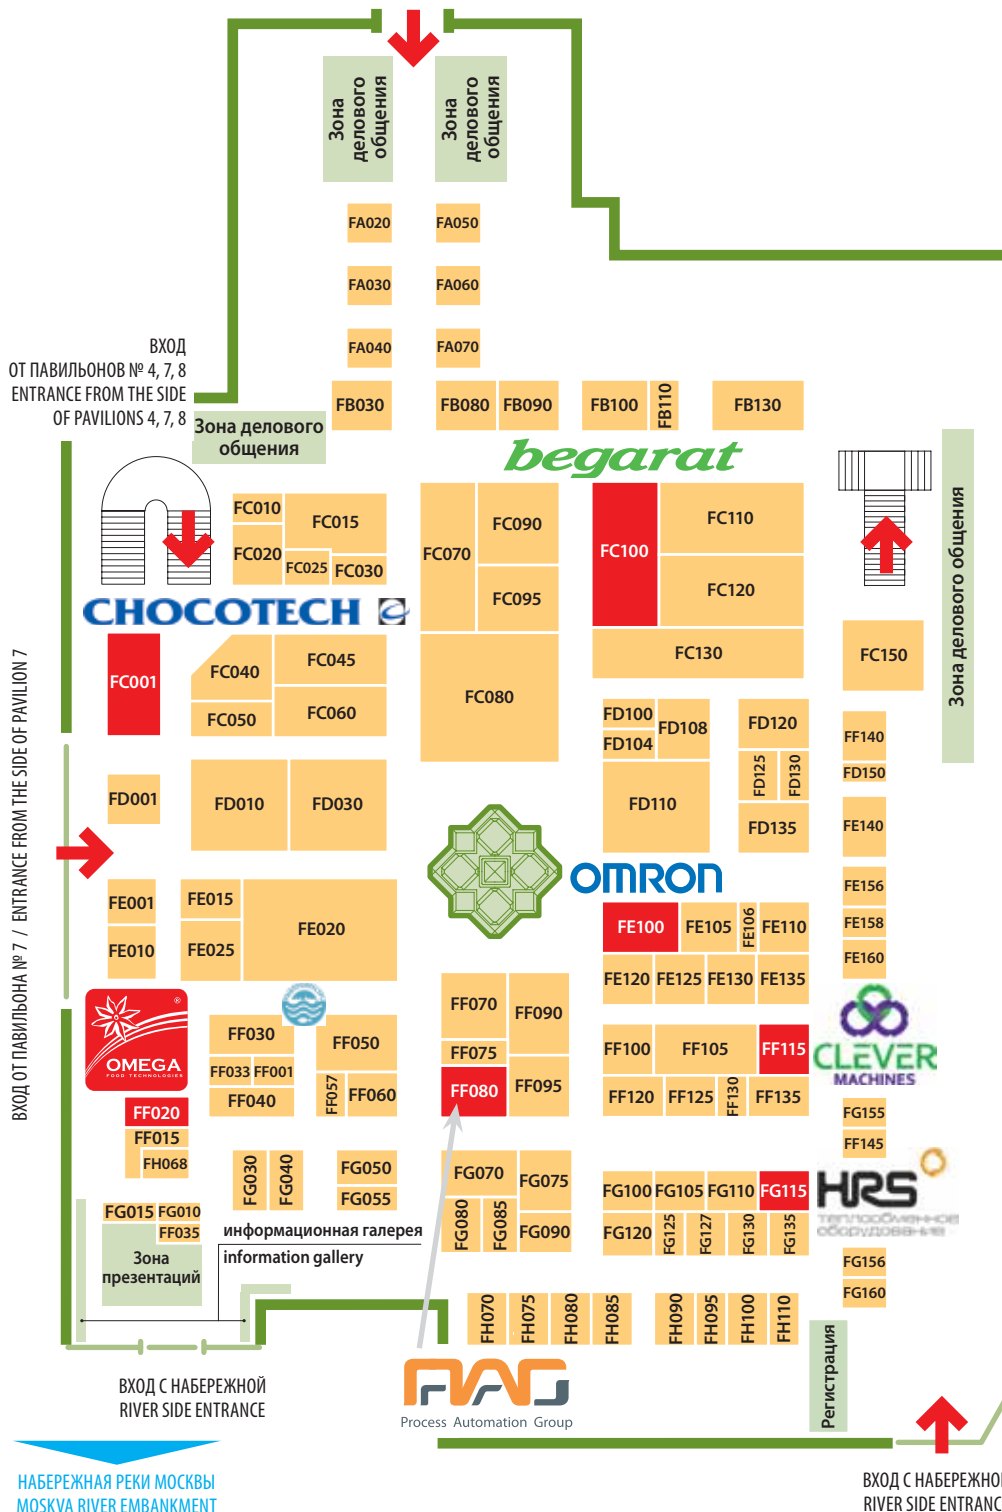 Зона
делового
общения
Зона
делового
общения
FA020
FA050
FA030
FA060
FA040
FA070
ВХОД
ОТ ПАВИЛЬОНОВ № 4, 7, 8
ENTRANCE FROM THE SIDE
OF PAVILIONS 4, 7, 8
FB030
FB080
FB090
FB100
FB110
FB130
Зона делового
общения
begarat
Зона делового общения
FC010
FC015
FC020
FC025
FC030
FC070
FC090
FC095
FC100
FC110
FC120
CHOCOTECH
FC130
FC150
FC001
FC040
FC045
FC050
FC060
FC080
ВХОД ОТ ПАВИЛЬОНА № 7 / ENTRANCE FROM THE SIDE OF PAVILION 7
FD100
FD104
FD108
FD120
FD125
FD130
FD110
FD135
FF140
FD150
FE140
FD001
FD010
FD030
OMRON
FE001
FE010
FE015
FE025
FE020
FE100
FE105
FE106
FE110
FE120
FE125
FE130
FE135
FE156
FE158
FE160
OMEGA
FOOD TECHNOLOGIES
®
FF030
FF033
FF001
FF040
FF050
FF057
FF060
FF070
FF075
FF080
FF090
FF095
FF100
FF105
FF115
FF120
FF125
FF130
FF135
CLEVER
MACHINES
FF020
FF015
FH068
FG155
FF145
FG030
FG040
FG050
FG055
FG070
FG075
FG080
FG085
FG090
FG100
FG105
FG110
FG115
FG120
FG125
FG127
FG130
FG135
HRS
теплообменное
оборудование
FG015
FG010
FF035
Зона
презентаций
информационная галерея
information gallery
FG156
FG160
FH070
FH075
FH080
FH085
FH090
FH095
FH100
FH110
Регистрация
Process Automation Group
ВХОД С НАБЕРЕЖНОЙ
RIVER SIDE ENTRANCE
НАБЕРЕЖНАЯ РЕКИ МОСКВЫ
MOSKVA RIVER EMBANKMENT
ВХОД С НАБЕРЕЖНО
RIVER SIDE ENTRANC